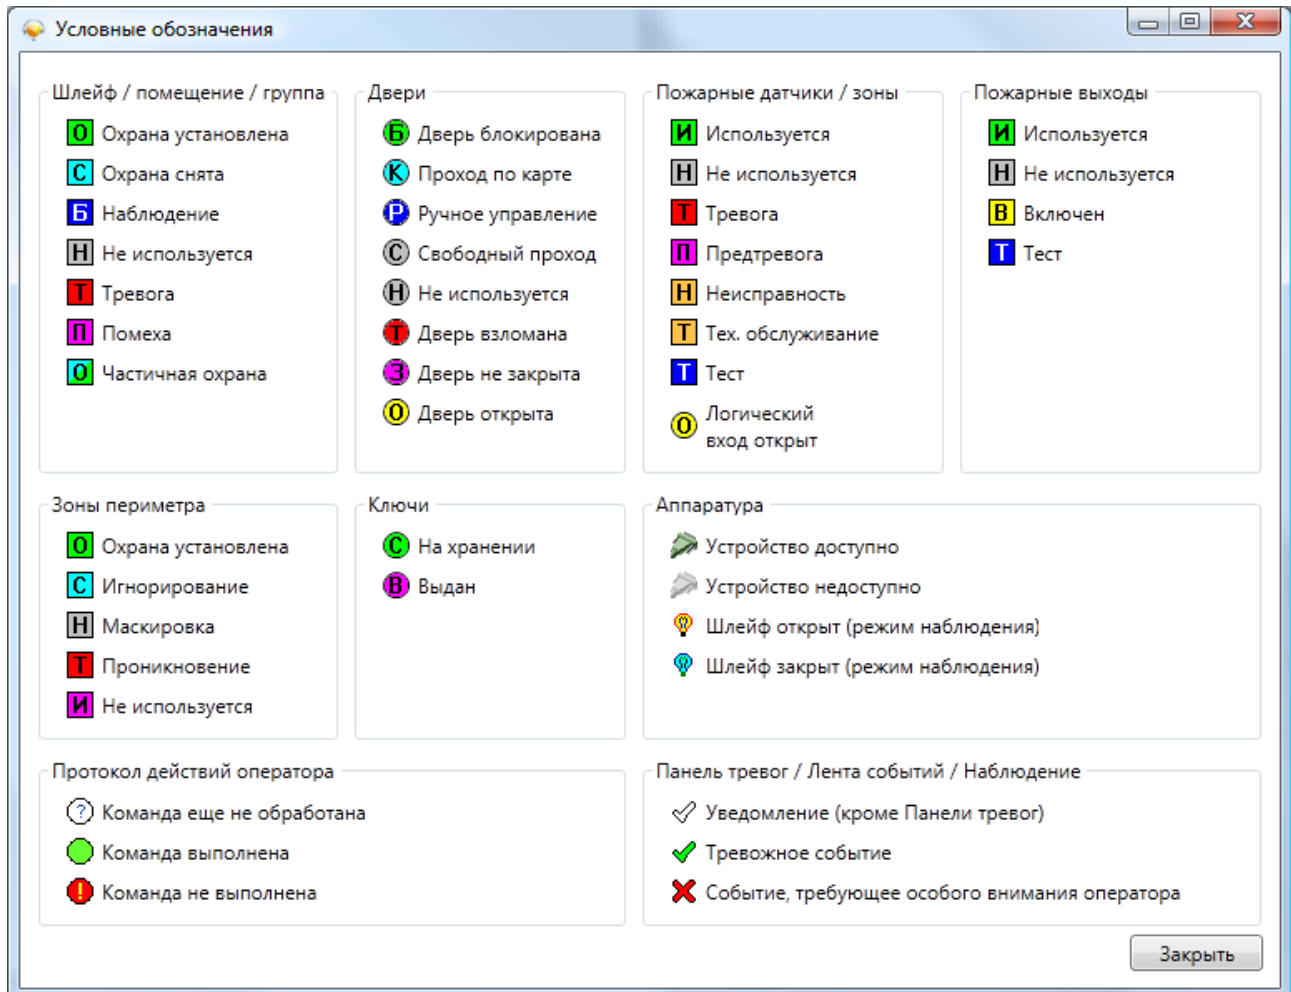 Условные обозначения
Шлейф / помещение / группа
О Охрана установлена
С Охрана снята
Б Наблюдение
Н Не используется
Т Тревога
П Помеха
О Частичная охрана
Двери
Б Дверь блокирована
К Проход по карте
Р Ручное управление
С Свободный проход
Н Не используется
Т Дверь взломана
З Дверь не закрыта
О Дверь открыта
Пожарные датчики / зоны
И Используется
Н Не используется
Т Тревога
П Предтревога
Н Неисправность
Т Тех. обслуживание
Т Тест
О Логический
вход открыт
Пожарные выходы
И Используется
Н Не используется
В Включен
Т Тест
Зоны периметра
О Охрана установлена
С Игнорирование
Н Маскировка
Т Проникновение
И Не используется
Ключи
С На хранении
В Выдан
Аппаратура
Устройство доступно
Устройство недоступно
Шлейф открыт (режим наблюдения)
Шлейф закрыт (режим наблюдения)
Протокол действий оператора
? Команда еще не обработана
Команда выполнена
! Команда не выполнена
Панель тревог / Лента событий / Наблюдение
Уведомление (кроме Панели тревог)
Тревожное событие
Событие, требующее особого внимания оператора
Закрыть